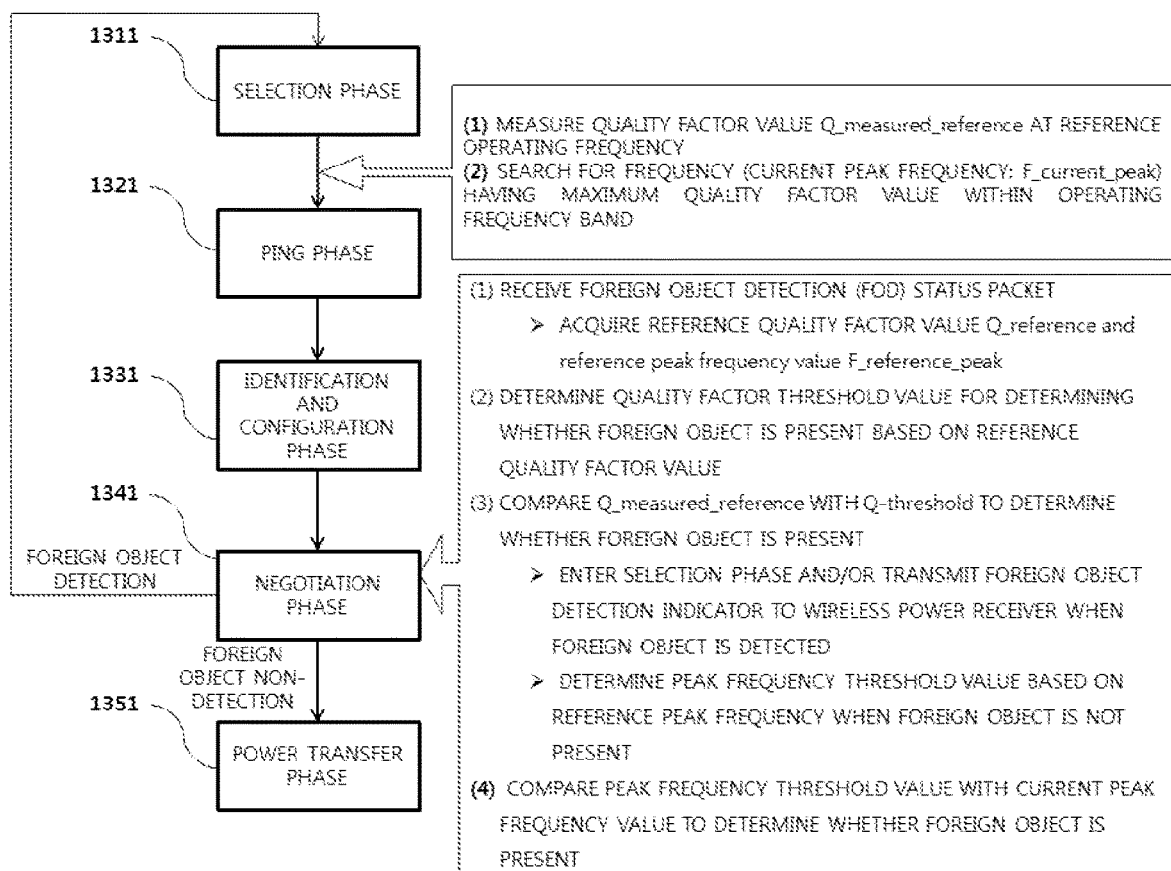 1311
SELECTION PHASE
(1) MEASURE QUALITY FACTOR VALUE Q_measured_reference AT REFERENCE
OPERATING FREQUENCY
(2) SEARCH FOR FREQUENCY (CURRENT PEAK FREQUENCY: F_current_peak)
HAVING MAXIMUM QUALITY FACTOR VALUE WITHIN OPERATING
FREQUENCY BAND
1321
PING PHASE
1331
IDENTIFICATION
AND
CONFIGURATION
PHASE
1341
FOREIGN OBJECT
DETECTION
NEGOTIATION
PHASE
FOREIGN
OBJECT NON-
DETECTION
1351
POWER TRANSFER
PHASE
(1) RECEIVE FOREIGN OBJECT DETECTION (FOD) STATUS PACKET
➤ ACQUIRE REFERENCE QUALITY FACTOR VALUE Q_reference and
reference peak frequency value F_reference_peak
(2) DETERMINE QUALITY FACTOR THRESHOLD VALUE FOR DETERMINING
WHETHER FOREIGN OBJECT IS PRESENT BASED ON REFERENCE
QUALITY FACTOR VALUE
(3) COMPARE Q_measured_reference WITH Q-threshold TO DETERMINE
WHETHER FOREIGN OBJECT IS PRESENT
➤ ENTER SELECTION PHASE AND/OR TRANSMIT FOREIGN OBJECT
DETECTION INDICATOR TO WIRELESS POWER RECEIVER WHEN
FOREIGN OBJECT IS DETECTED
➤ DETERMINE PEAK FREQUENCY THRESHOLD VALUE BASED ON
REFERENCE PEAK FREQUENCY WHEN FOREIGN OBJECT IS NOT
PRESENT
(4) COMPARE PEAK FREQUENCY THRESHOLD VALUE WITH CURRENT PEAK
FREQUENCY VALUE TO DETERMINE WHETHER FOREIGN OBJECT IS
PRESENT